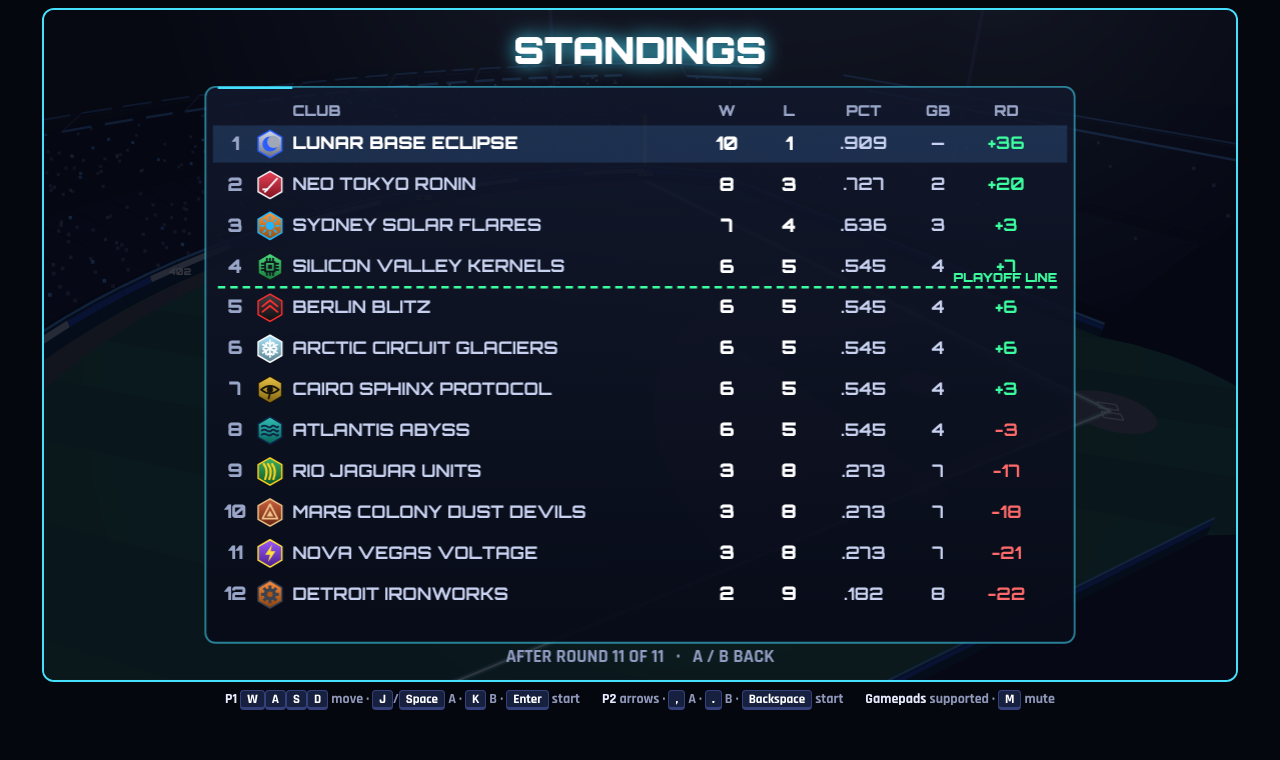 STANDINGS
CLUB W L PCT GB RD
1 LUNAR BASE ECLIPSE 10 1 .909 — +36
2 NEO TOKYO RONIN 8 3 .727 2 +20
3 SYDNEY SOLAR FLARES 7 4 .636 3 +3
402
4 SILICON VALLEY KERNELS 6 5 .545 4 +7
PLAYOFF LINE
5 BERLIN BLITZ 6 5 .545 4 +6
6 ARCTIC CIRCUIT GLACIERS 6 5 .545 4 +6
7 CAIRO SPHINX PROTOCOL 6 5 .545 4 +3
8 ATLANTIS ABYSS 6 5 .545 4 -3
9 RIO JAGUAR UNITS 3 8 .273 7 -17
10 MARS COLONY DUST DEVILS 3 8 .273 7 -18
11 NOVA VEGAS VOLTAGE 3 8 .273 7 -21
12 DETROIT IRONWORKS 2 9 .182 8 -22
AFTER ROUND 11 OF 11 · A / B BACK
P1 W A S D move · J / Space A · K B · Enter start P2 arrows · , A · . B · Backspace start Gamepads supported · M mute